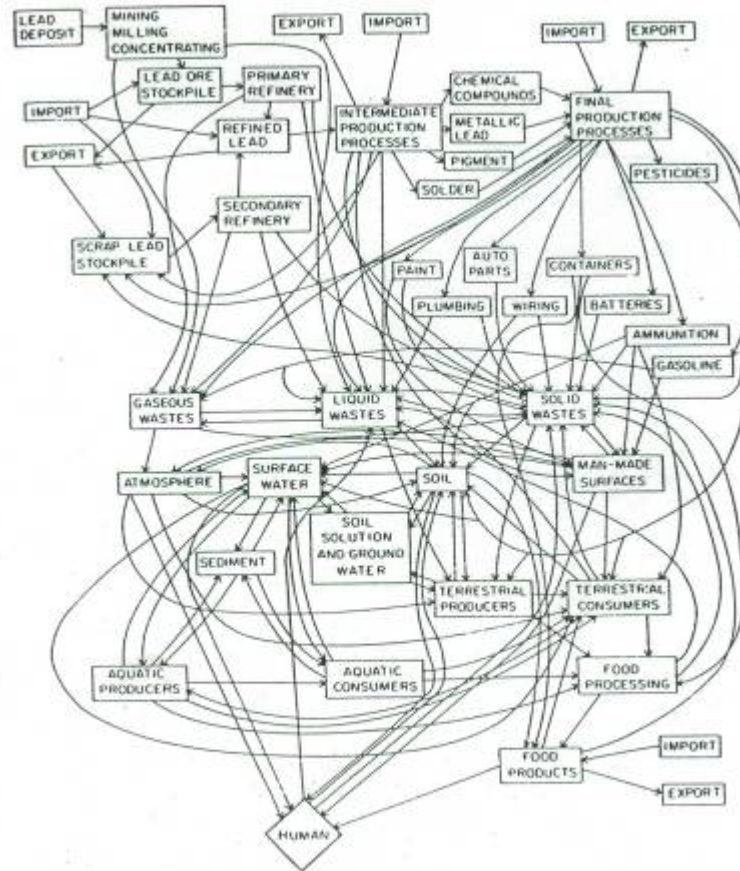 LEAD
DEPOSIT
MINING
MILLING
CONCENTRATING
EXPORT
IMPORT
IMPORT
EXPORT
LEAD ORE
STOCKPILE
PRIMARY
REFINERY
CHEMICAL
COMPOUNDS
FINAL
PRODUCTION
PROCESSES
IMPORT
REFINED
LEAD
INTERMEDIATE
PRODUCTION
PROCESSES
METALLIC
LEAD
EXPORT
PIGMENT
PESTICIDES
SOLDER
SECONDARY
REFINERY
SCRAP LEAD
STOCKPILE
PAINT
AUTO
PARTS
CONTAINERS
PLUMBING
WIRING
BATTERIES
AMMUNITION
GASOLINE
GASEOUS
WASTES
LIQUID
WASTES
SOLID
WASTES
ATMOSPHERE
SURFACE
WATER
SOIL
MAN-MADE
SURFACES
SOIL
SOLUTION
AND GROUND
WATER
SEDIMENT
TERRESTRIAL
PRODUCERS
TERRESTRIAL
CONSUMERS
AQUATIC
PRODUCERS
AQUATIC
CONSUMERS
FOOD
PROCESSING
FOOD
PRODUCTS
IMPORT
EXPORT
HUMAN